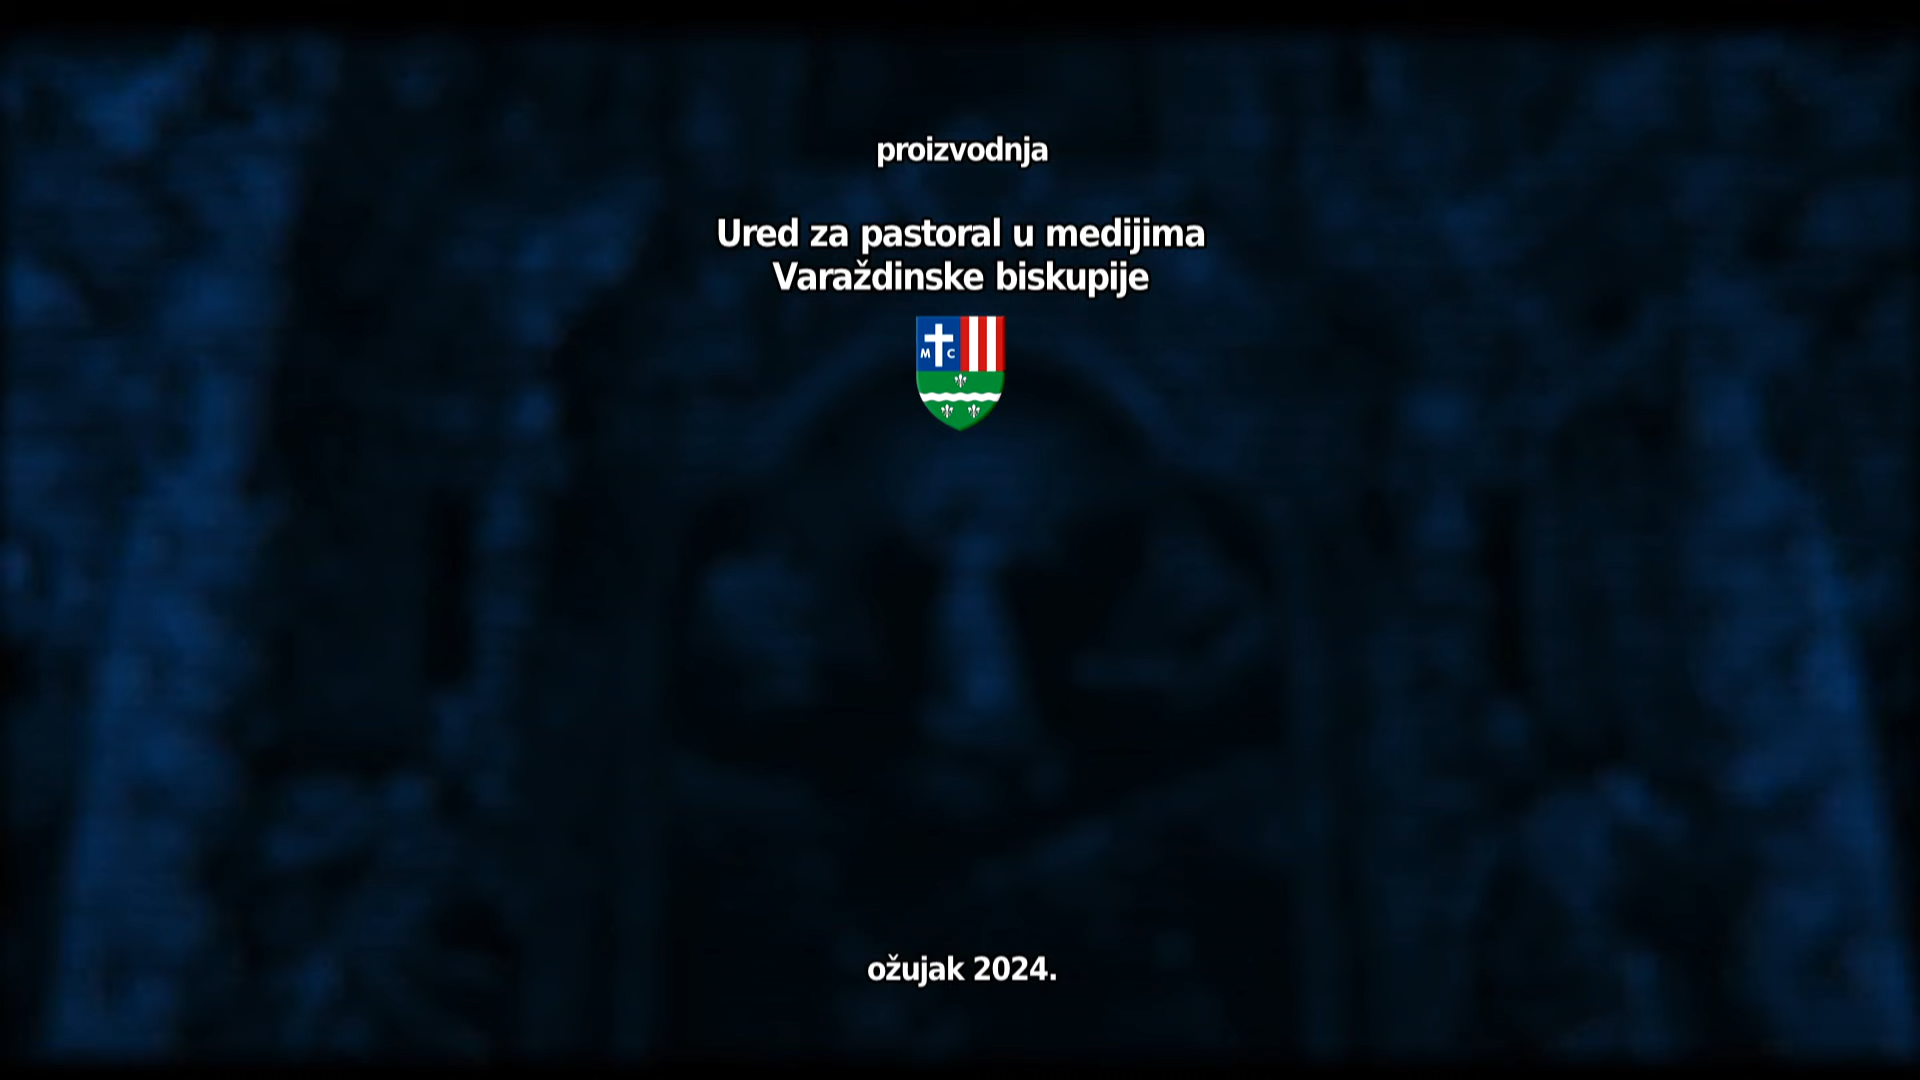 proizvodnja
Ured za pastoral u medijima
Varaždinske biskupije
M C
ožujak 2024.